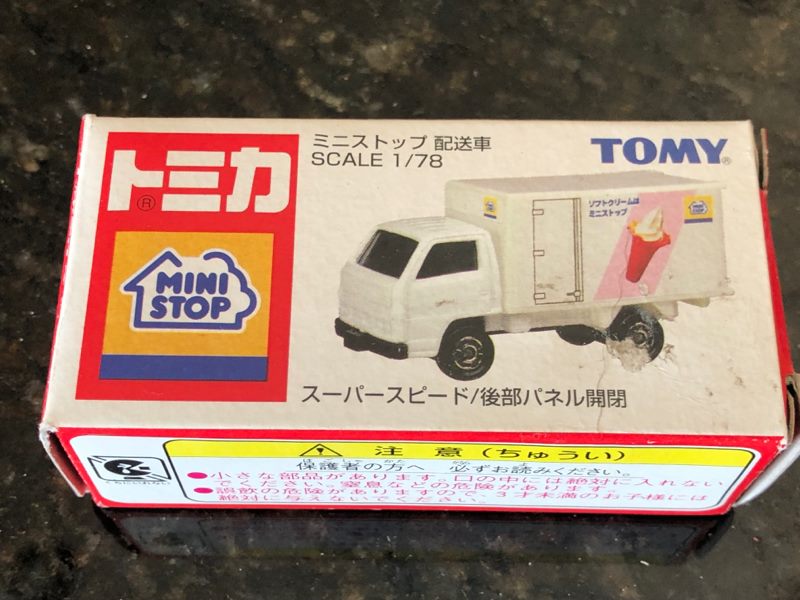 トミカ®
ミニストップ 配送車
SCALE 1/78
TOMY®
MINI
STOP
ソフトクリームは
ミニストップ
MINI
STOP
スーパースピード/後部パネル開閉
注 意 (ちゅうい)
保護者の方へ 必ずお読みください。
●小さな部品があります。口の中には絶対に入れない
でください。窒息などの危険があります。
●誤飲の危険がありますので、3才未満のお子様には
絶対に与えないでください。